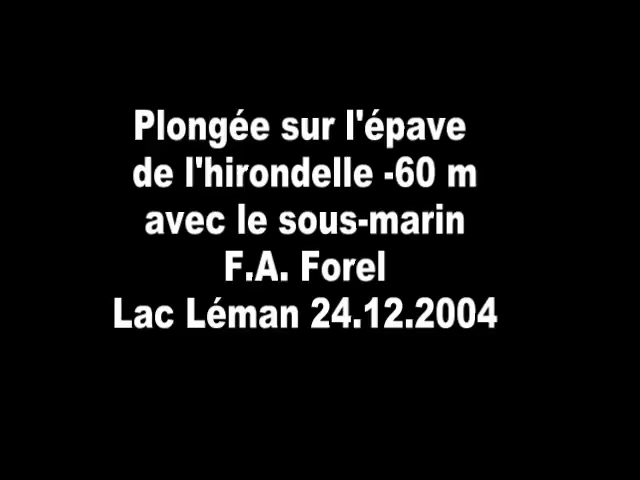 Plongée sur l'épave
de l'hirondelle -60 m
avec le sous-marin
F.A. Forel
Lac Léman 24.12.2004